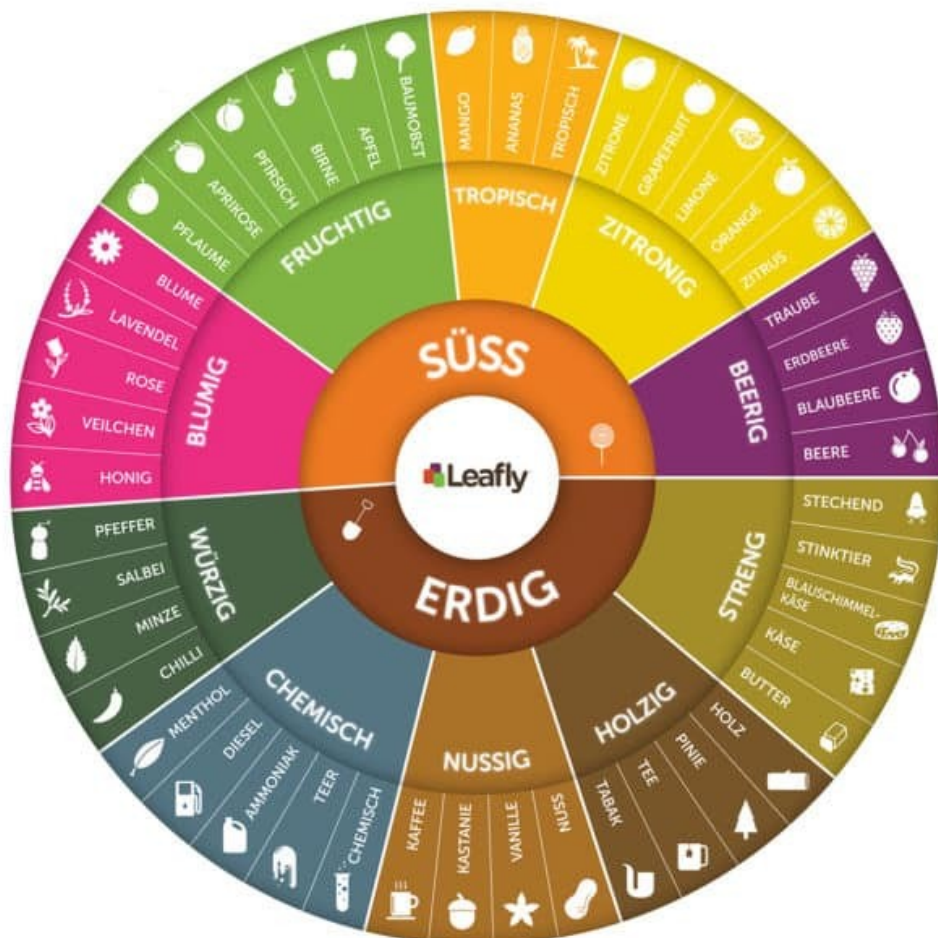 Leafly
SÜSS
ERDIG
FRUCHTIG
PFLAUME
APRIKOSE
PFIRSICH
BIRNE
APFEL
BAUMOBST
TROPISCH
MANGO
ANANAS
TROPISCH
ZITRONIG
ZITRONE
GRAPEFRUIT
LIMONE
ORANGE
ZITRUS
BEERIG
TRAUBE
ERDBEERE
BLAUBEERE
BEERE
STRENG
STECHEND
STINKTIER
BLAUSCHIMMEL-
KÄSE
KÄSE
BUTTER
HOLZIG
HOLZ
PINIE
TEE
TABAK
NUSSIG
NUSS
VANILLE
KASTANIE
KAFFEE
CHEMISCH
CHEMISCH
TEER
AMMONIAK
DIESEL
MENTHOL
WÜRZIG
CHILLI
MINZE
SALBEI
PFEFFER
BLUMIG
HONIG
VEILCHEN
ROSE
LAVENDEL
BLUME